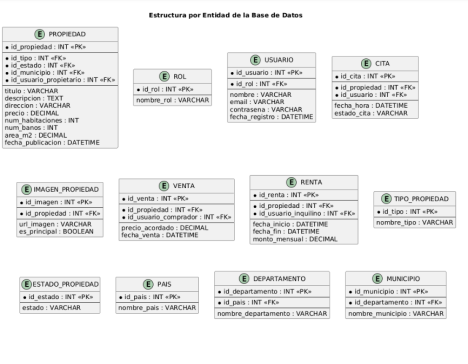 Estructura por Entidad de la Base de Datos
E PROPIEDAD
id_propiedad : INT «PK»
id_tipo : INT «FK»
id_estado : INT «FK»
id_municipio : INT «FK»
id_usuario_propietario : INT «FK»
titulo : VARCHAR
descripcion : TEXT
direccion : VARCHAR
precio : DECIMAL
num_habitaciones : INT
num_banos : INT
area_m2 : DECIMAL
fecha_publicacion : DATETIME
E ROL
id_rol : INT «PK»
nombre_rol : VARCHAR
E USUARIO
id_usuario : INT «PK»
id_rol : INT «FK»
nombre : VARCHAR
email : VARCHAR
contrasena : VARCHAR
fecha_registro : DATETIME
E CITA
id_cita : INT «PK»
id_propiedad : INT «FK»
id_usuario : INT «FK»
fecha_hora : DATETIME
estado_cita : VARCHAR
E IMAGEN_PROPIEDAD
id_imagen : INT «PK»
id_propiedad : INT «FK»
url_imagen : VARCHAR
es_principal : BOOLEAN
E VENTA
id_venta : INT «PK»
id_propiedad : INT «FK»
id_usuario_comprador : INT «FK»
precio_acordado : DECIMAL
fecha_venta : DATETIME
E RENTA
id_renta : INT «PK»
id_propiedad : INT «FK»
id_usuario_inquilino : INT «FK»
fecha_inicio : DATETIME
fecha_fin : DATETIME
monto_mensual : DECIMAL
E TIPO_PROPIEDAD
id_tipo : INT «PK»
nombre_tipo : VARCHAR
E ESTADO_PROPIEDAD
id_estado : INT «PK»
estado : VARCHAR
E PAIS
id_pais : INT «PK»
nombre_pais : VARCHAR
E DEPARTAMENTO
id_departamento : INT «PK»
id_pais : INT «FK»
nombre_departamento : VARCHAR
E MUNICIPIO
id_municipio : INT «PK»
id_departamento : INT «FK»
nombre_municipio : VARCHAR